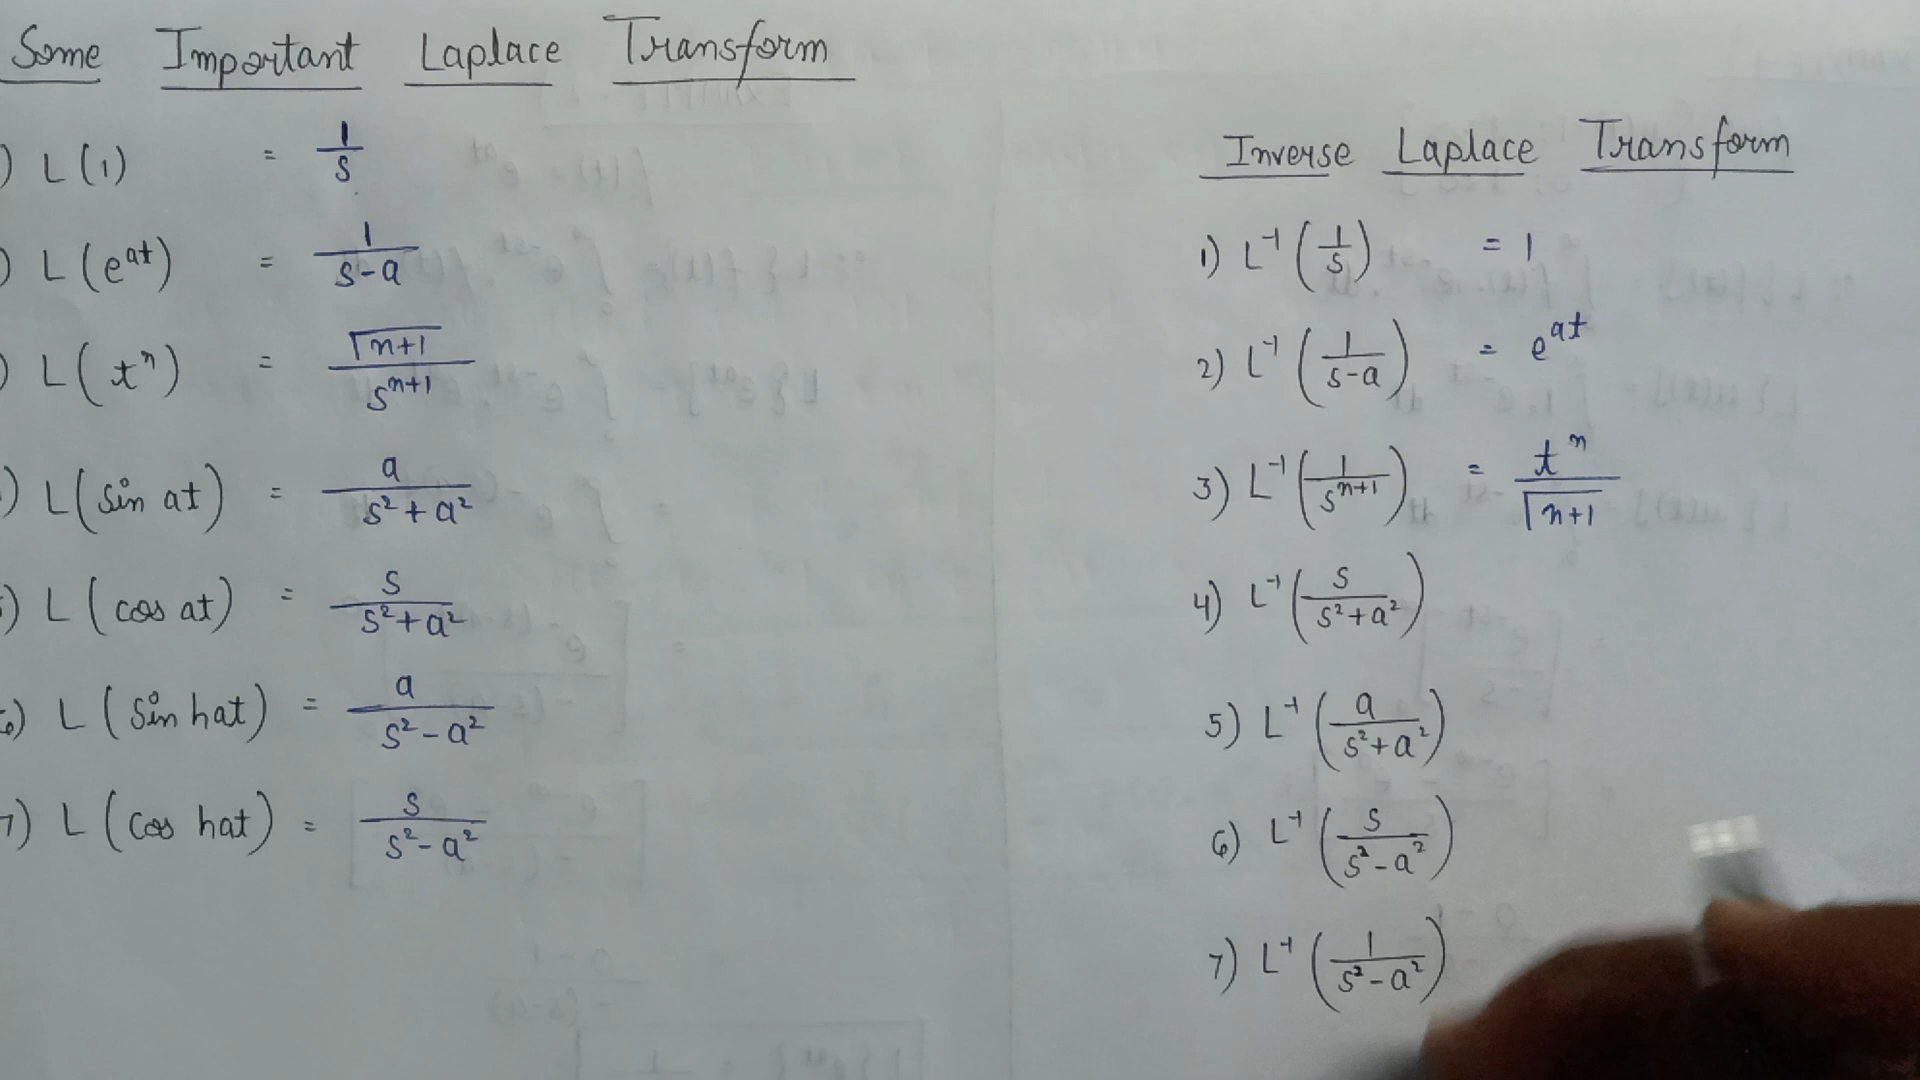 Some Important Laplace Transform
) L(1) = 1/s
) L(e^at) = 1/(s-a)
) L(t^n) = Γn+1 / s^(n+1)
) L(sin at) = a/(s²+a²)
) L(cos at) = s/(s²+a²)
6) L(sin hat) = a/(s²-a²)
7) L(cos hat) = s/(s²-a²)
Inverse Laplace Transform
1) L⁻¹(1/s) = 1
2) L⁻¹(1/(s-a)) = e^at
3) L⁻¹(1/s^(n+1)) = t^n / Γn+1
4) L⁻¹(s/(s²+a²))
5) L⁻¹(a/(s²+a²))
6) L⁻¹(s/(s²-a²))
7) L⁻¹(1/(s²-a²))